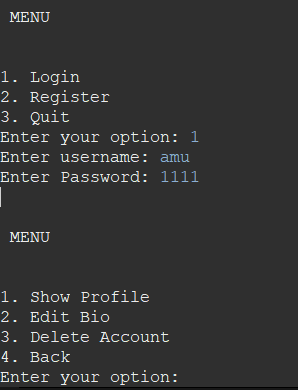 MENU
1. Login
2. Register
3. Quit
Enter your option: 1
Enter username: amu
Enter Password: 1111
MENU
1. Show Profile
2. Edit Bio
3. Delete Account
4. Back
Enter your option: